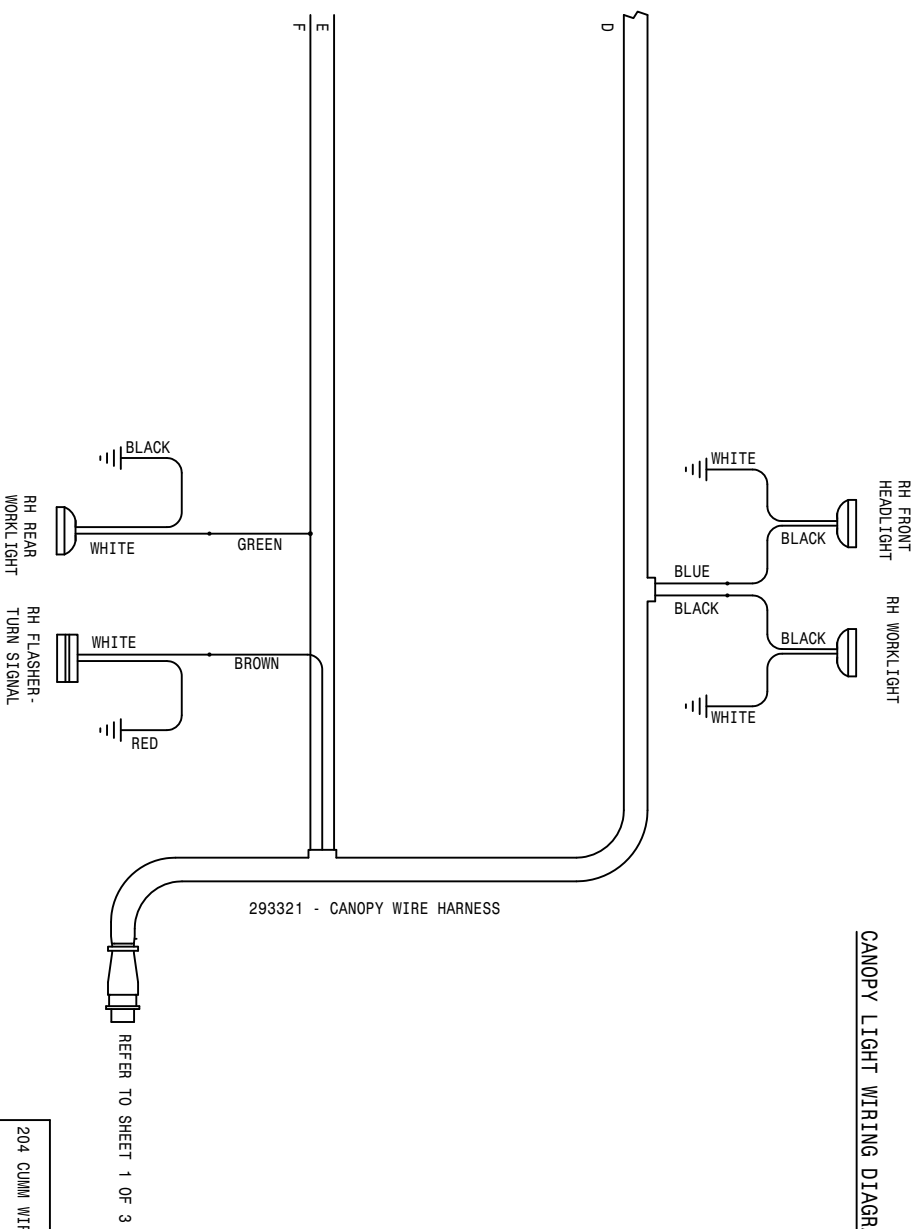 F
E
D
BLACK
WHITE
GREEN
RH REAR
WORKLIGHT
WHITE
BROWN
RED
RH FLASHER-
TURN SIGNAL
WHITE
BLACK
RH FRONT
HEADLIGHT
BLUE
BLACK
BLACK
WHITE
RH WORKLIGHT
293321 - CANOPY WIRE HARNESS
REFER TO SHEET 1 OF 3
CANOPY LIGHT WIRING DIAGR
204 CUMM WI